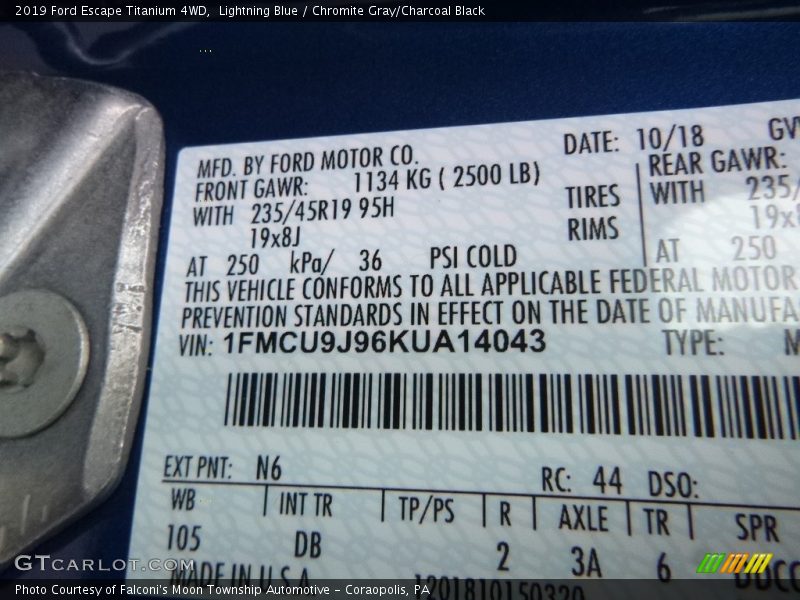 2019 Ford Escape Titanium 4WD,  Lightning Blue / Chromite Gray/Charcoal Black
MFD. BY FORD MOTOR CO. DATE: 10/18
FRONT GAWR: 1134 KG ( 2500 LB) REAR GAWR:
WITH 235/45R19 95H TIRES WITH 235/
19x8J RIMS
AT 250 kPa/ 36 PSI COLD AT 250
THIS VEHICLE CONFORMS TO ALL APPLICABLE FEDERAL MOTOR
PREVENTION STANDARDS IN EFFECT ON THE DATE OF MANUFA
VIN: 1FMCU9J96KUA14043 TYPE:
EXT PNT: N6 RC: 44 DSO:
WB INT TR TP/PS R AXLE TR SPR
105 DB 2 3A 6
MADE IN U.S.A. 1201810150320
GTcarlot.com
Photo Courtesy of Falconi's Moon Township Automotive – Coraopolis, PA